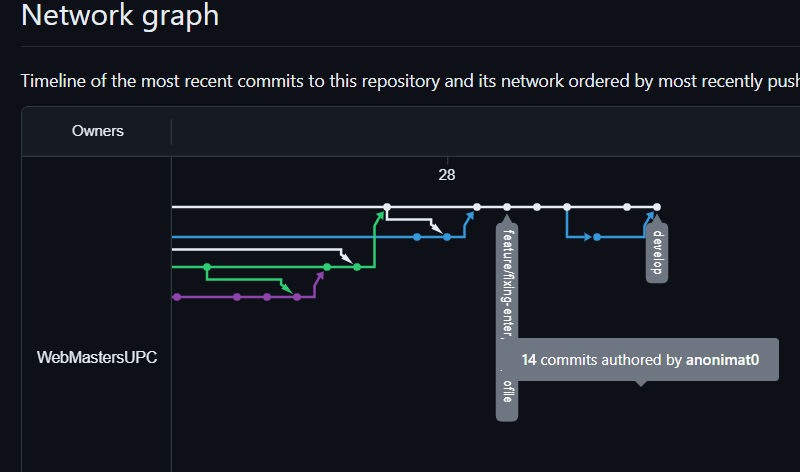 Network graph
Timeline of the most recent commits to this repository and its network ordered by most recently push
Owners
28
WebMastersUPC
feature/fixing-enter
ofile
develop
14 commits authored by anonimat0